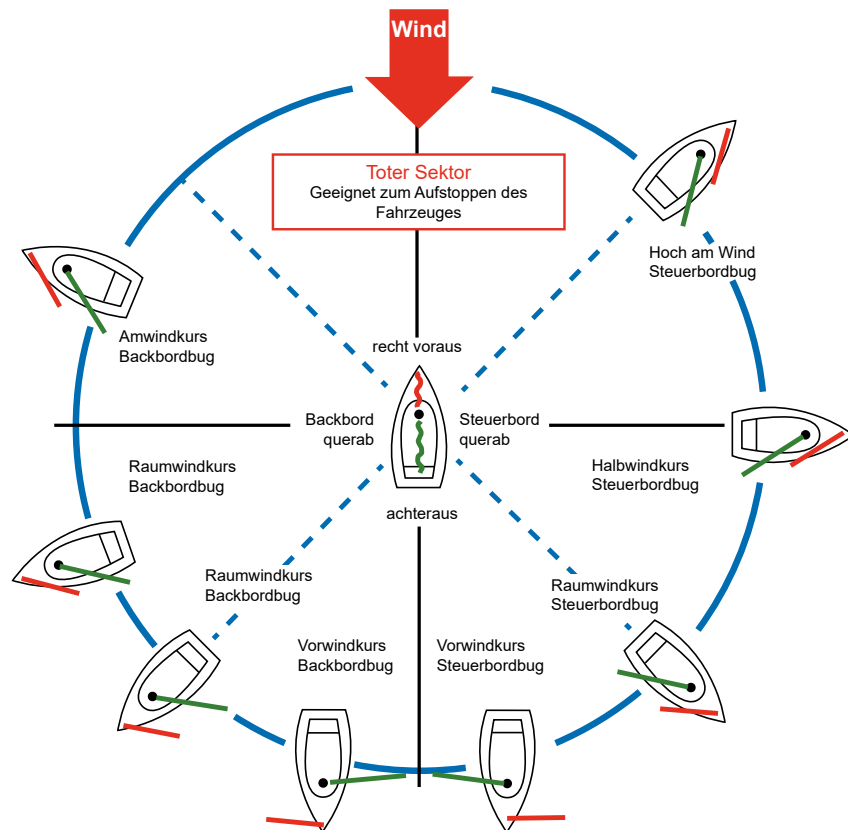 Wind
Toter Sektor
Geeignet zum Aufstoppen des
Fahrzeuges
Hoch am Wind
Steuerbordbug
Amwindkurs
Backbordbug
recht voraus
Backbord
querab
Steuerbord
querab
Raumwindkurs
Backbordbug
Halbwindkurs
Steuerbordbug
achteraus
Raumwindkurs
Backbordbug
Raumwindkurs
Steuerbordbug
Vorwindkurs
Backbordbug
Vorwindkurs
Steuerbordbug